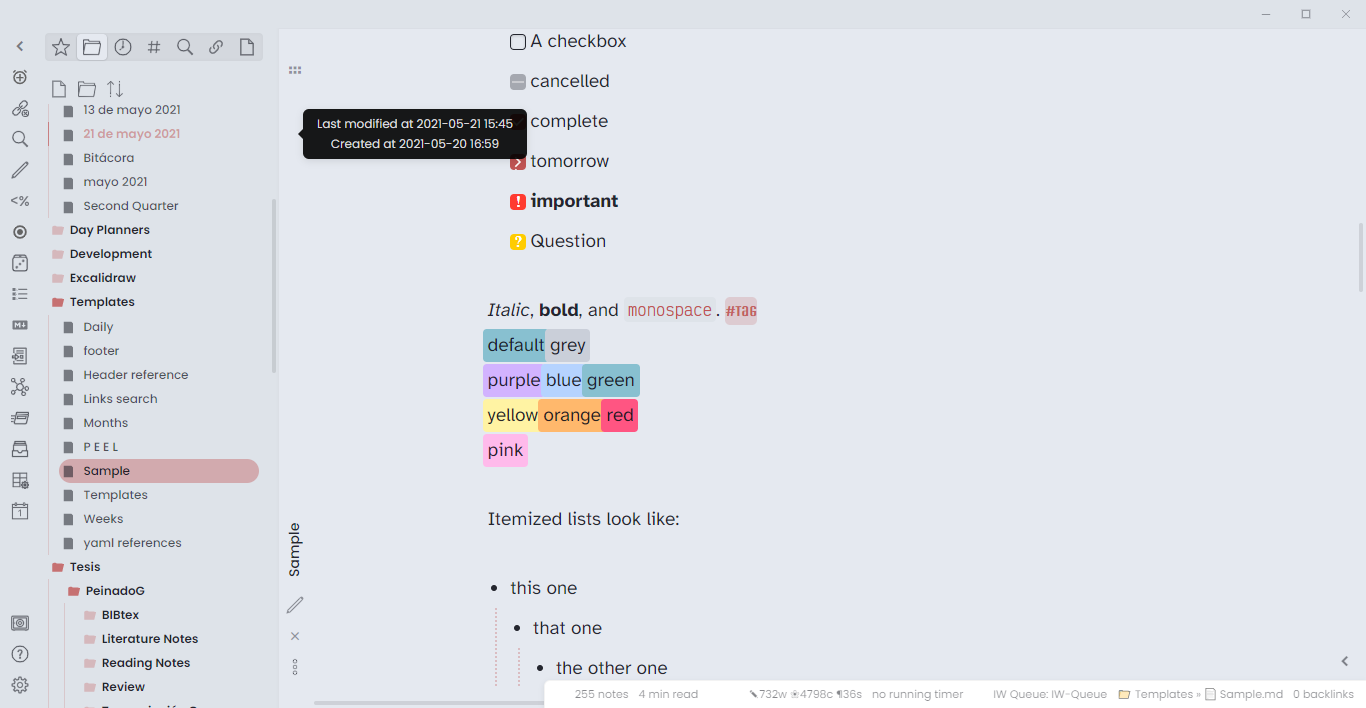 13 de mayo 2021
21 de mayo 2021
Bitácora
mayo 2021
Second Quarter
Day Planners
Development
Excalidraw
Templates
Daily
footer
Header reference
Links search
Months
P E E L
Sample
Templates
Weeks
yaml references
Tesis
PeinadoG
BIBtex
Literature Notes
Reading Notes
Review
<%
M↓
1
Last modified at 2021-05-21 15:45
Created at 2021-05-20 16:59
Sample
A checkbox
cancelled
complete
tomorrow
! important
? Question
Italic, bold, and monospace. #Tag
default grey
purple blue green
yellow orange red
pink
Itemized lists look like:
• this one
• that one
• the other one
255 notes 4 min read 732w 4798c ¶36s no running timer IW Queue: IW-Queue Templates » Sample.md 0 backlinks